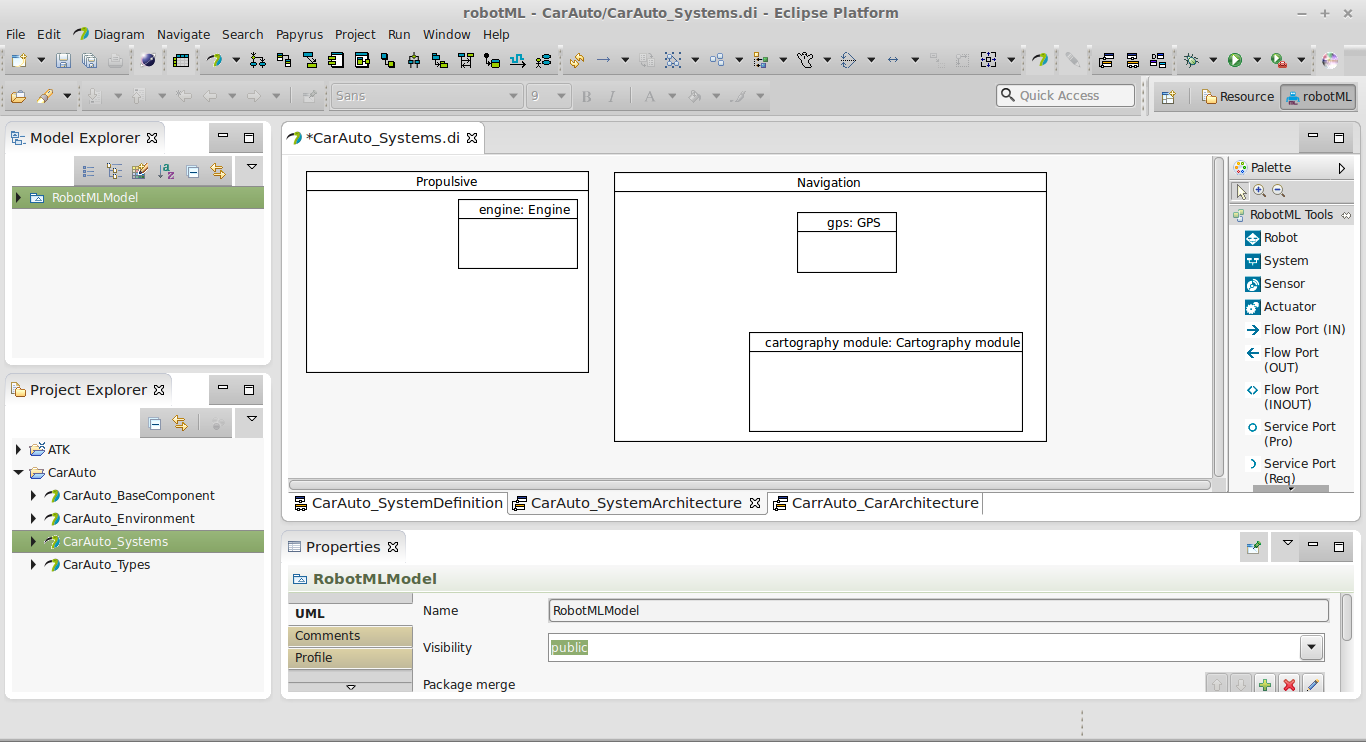 robotML - CarAuto/CarAuto_Systems.di - Eclipse Platform
File Edit Diagram Navigate Search Papyrus Project Run Window Help
Sans 9 B I A Quick Access Resource robotML
Model Explorer
RobotMLModel
Project Explorer
ATK
CarAuto
CarAuto_BaseComponent
CarAuto_Environment
CarAuto_Systems
CarAuto_Types
*CarAuto_Systems.di
Propulsive
engine: Engine
Navigation
gps: GPS
cartography module: Cartography module
Palette
RobotML Tools
Robot
System
Sensor
Actuator
Flow Port (IN)
Flow Port
(OUT)
Flow Port
(INOUT)
Service Port
(Pro)
Service Port
(Req)
CarAuto_SystemDefinition CarAuto_SystemArchitecture CarrAuto_CarArchitecture
Properties
RobotMLModel
UML
Comments
Profile
Name RobotMLModel
Visibility public
Package merge